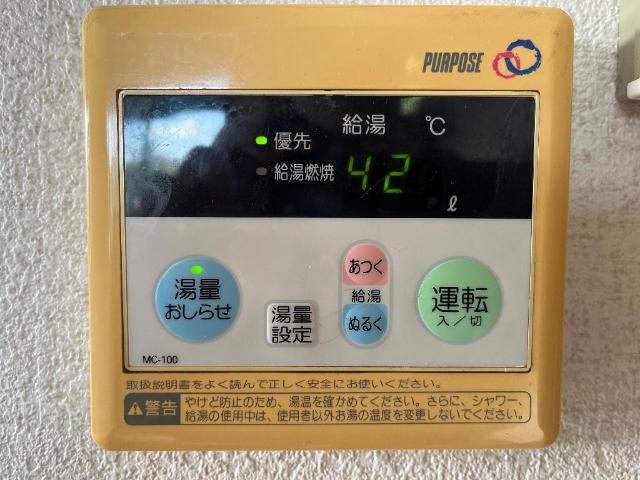 PURPOSE
給湯 ℃
優先
給湯燃焼 42
ℓ
湯量
おしらせ
湯量
設定
あつく
給湯
ぬるく
運転
入/切
MC-100
取扱説明書をよく読んで正しく安全にお使いください。
警告 やけど防止のため、湯温を確かめてください。さらに、シャワー、
給湯の使用中は、使用者以外お湯の温度を変更しないでください。